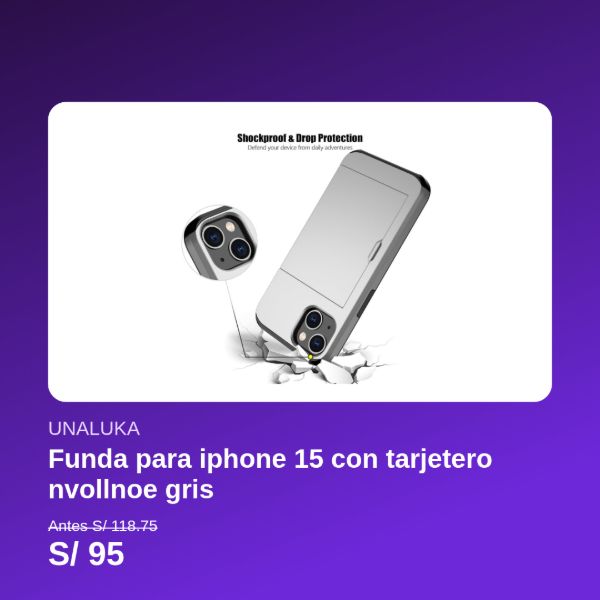 Shockproof & Drop Protection
Defend your device from daily adventures
UNALUKA
Funda para iphone 15 con tarjetero
nvollnoe gris
Antes S/ 118.75
S/ 95